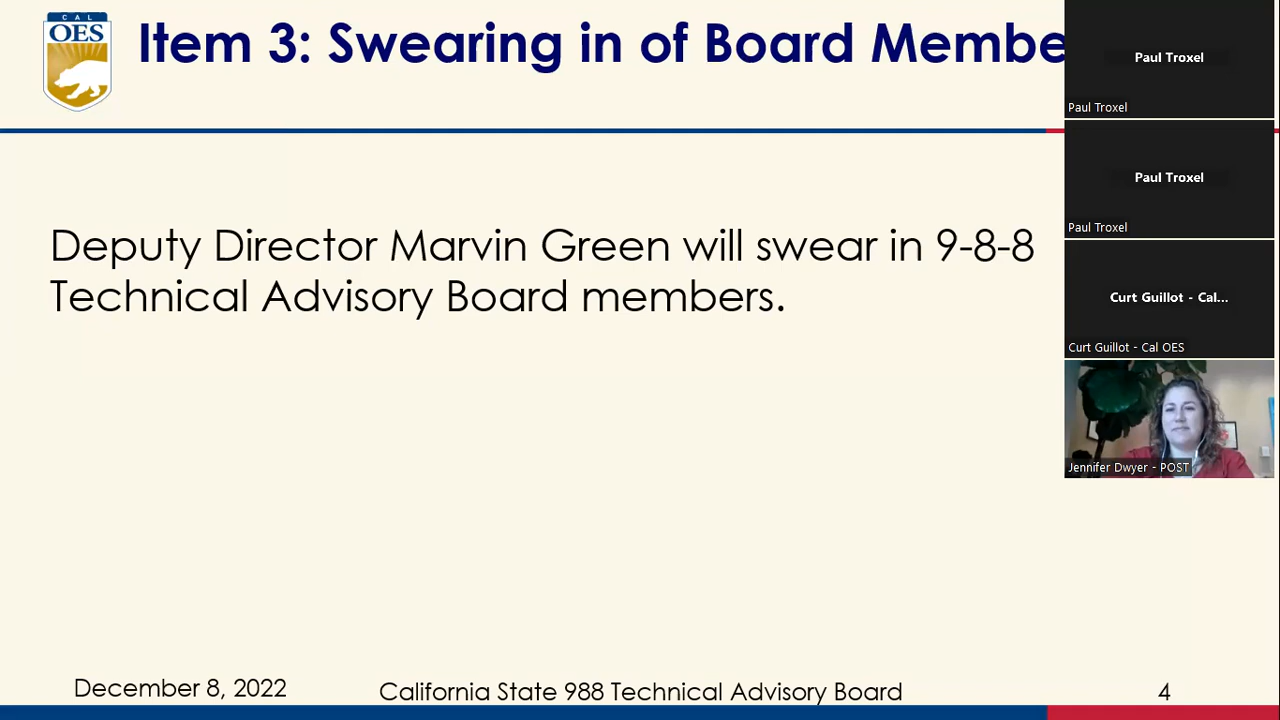 CAL
OES
Item 3: Swearing in of Board Membe
Deputy Director Marvin Green will swear in 9-8-8
Technical Advisory Board members.
December 8, 2022
California State 988 Technical Advisory Board
4
Paul Troxel
Paul Troxel
Paul Troxel
Paul Troxel
Curt Guillot - Cal...
Curt Guillot - Cal OES
Jennifer Dwyer - POST